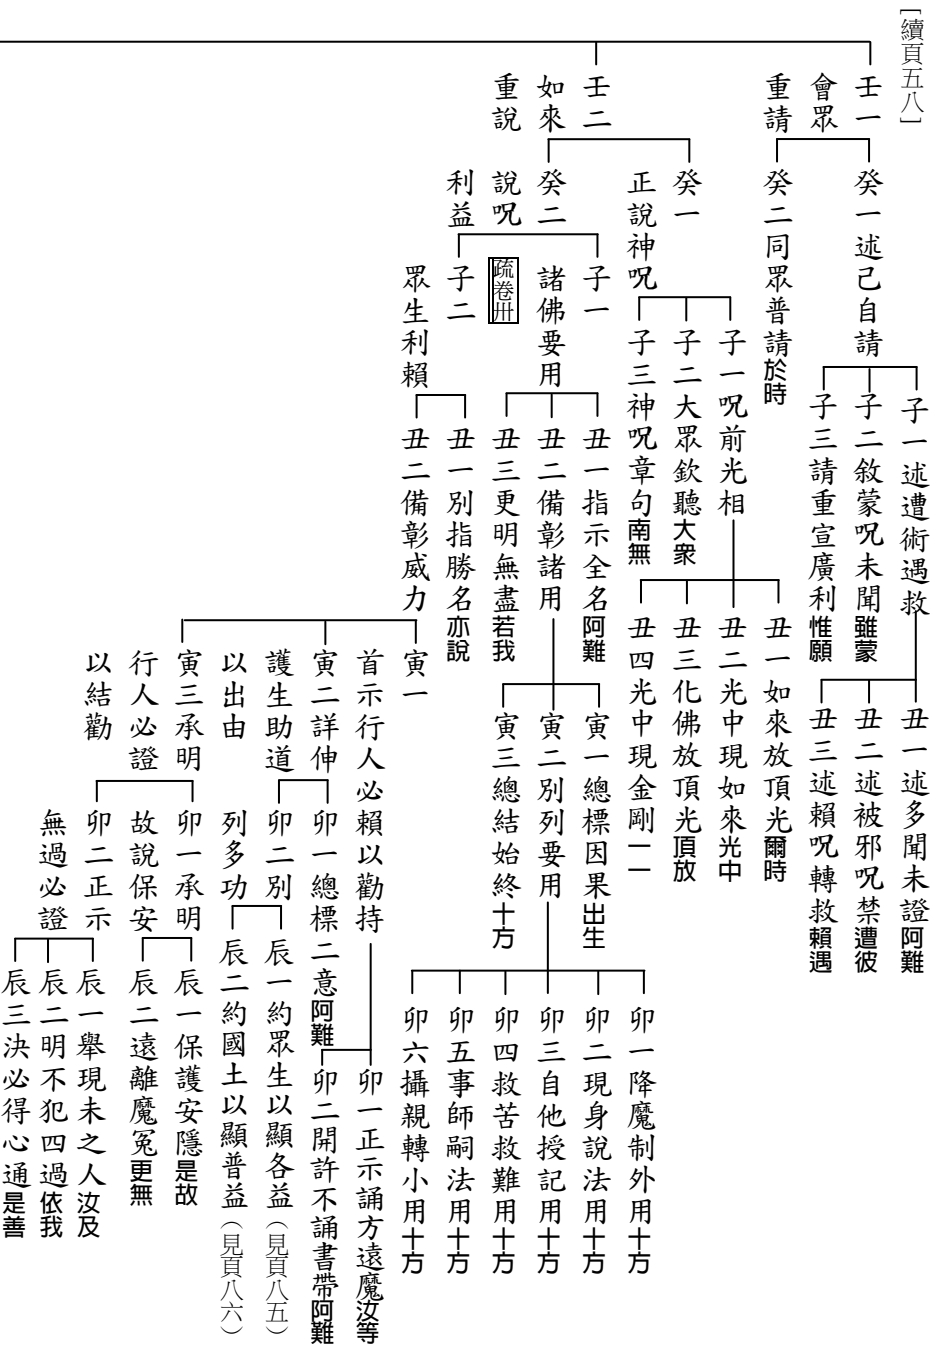 [續頁五八]
壬一
會眾
重請
癸一述己自請
子一述遭術遇救
丑一述多聞未證阿難
丑二述被邪呪禁遭彼
丑三述賴呪轉救賴遇
子二敘蒙呪未聞雖蒙
子三請重宣廣利惟願
癸二同眾普請於時
壬二
如來
重說
癸一
正說神呪
子一呪前光相
丑一如來放頂光爾時
丑二光中現如來光中
丑三化佛放頂光頂放
丑四光中現金剛一一
子二大眾欽聽大眾
子三神呪章句南無
癸二
說呪
利益
疏卷卅
子一
諸佛要用
丑一指示全名阿難
丑二備彰諸用
寅一總標因果出生
寅二別列要用
卯一降魔制外用十方
卯二現身說法用十方
卯三自他授記用十方
卯四救苦救難用十方
卯五事師嗣法用十方
卯六攝親轉小用十方
寅三總結始終十方
丑三更明無盡若我
子二
眾生利賴
丑一別指勝名亦說
丑二備彰威力
寅一
首示行人必賴以勸持
卯一正示誦方遠魔汝等
卯二開許不誦書帶阿難
寅二詳伸
護生助道
以出由
卯一總標二意阿難
卯二別
列多功
辰一約眾生以顯各益(見頁八五)
辰二約國土以顯普益(見頁八六)
寅三承明
行人必證
以結勸
卯一承明
故說保安
辰一保護安隱是故
辰二遠離魔冤更無
卯二正示
無過必證
辰一舉現未之人汝及
辰二明不犯四過依我
辰三決必得心通是善